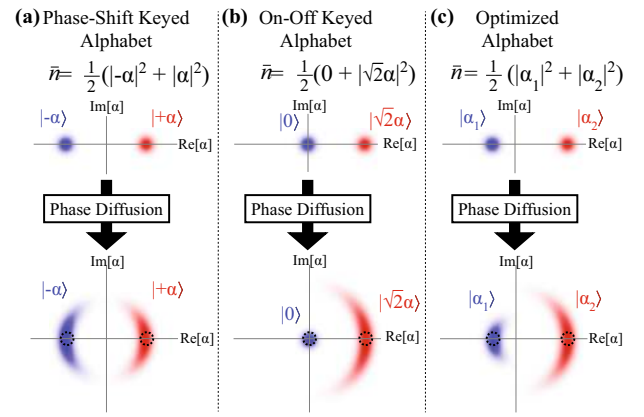 (a) Phase-Shift Keyed Alphabet
n̄ = 1/2(|-α|² + |α|²)
Im[α]
|-α⟩
|+α⟩
Re[α]
Phase Diffusion
Im[α]
|-α⟩
|+α⟩
Re[α]
(b) On-Off Keyed Alphabet
n̄ = 1/2(0 + |√2α|²)
Im[α]
|0⟩
|√2α⟩
Re[α]
Phase Diffusion
Im[α]
|0⟩
|√2α⟩
Re[α]
(c) Optimized Alphabet
n̄ = 1/2 (|α₁|² + |α₂|²)
Im[α]
|α₁⟩
|α₂⟩
Re[α]
Phase Diffusion
Im[α]
|α₁⟩
|α₂⟩
Re[α]